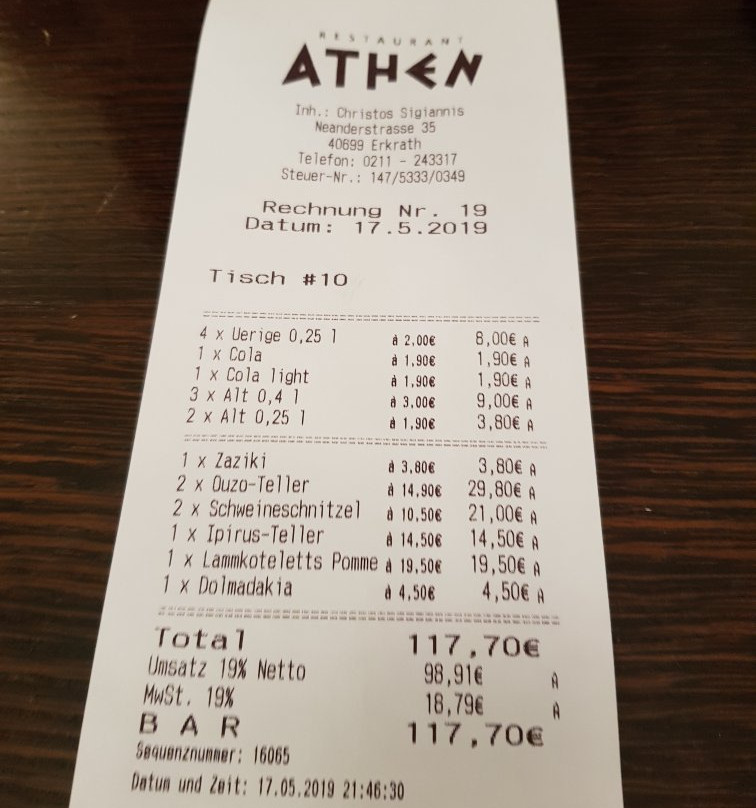 RESTAURANT
ATHEN
Inh.: Christos Sigiannis
Neanderstrasse 35
40699 Erkrath
Telefon: 0211 - 243317
Steuer-Nr.: 147/5333/0349
Rechnung Nr. 19
Datum: 17.5.2019
Tisch #10
4 x Uerige 0,25 l à 2,00€ 8,00€ A
1 x Cola à 1,90€ 1,90€ A
1 x Cola light à 1,90€ 1,90€ A
3 x Alt 0,4 l à 3,00€ 9,00€ A
2 x Alt 0,25 l à 1,90€ 3,80€ A
1 x Zaziki à 3,80€ 3,80€ A
2 x Ouzo-Teller à 14,90€ 29,80€ A
2 x Schweineschnitzel à 10,50€ 21,00€ A
1 x Ipirus-Teller à 14,50€ 14,50€ A
1 x Lammkoteletts Pomme à 19,50€ 19,50€ A
1 x Dolmadakia à 4,50€ 4,50€ A
Total 117,70€
Umsatz 19% Netto 98,91€ A
MwSt. 19% 18,79€ A
B A R 117,70€
Sequenznummer: 16065
Datum und Zeit: 17.05.2019 21:46:30